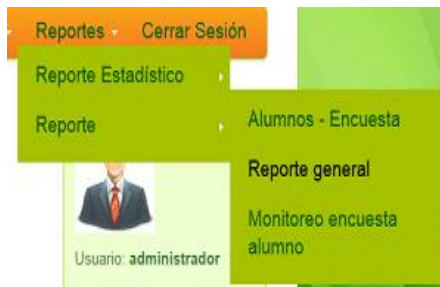 Reportes Cerrar Sesión
Reporte Estadístico
Reporte
Alumnos - Encuesta
Reporte general
Monitoreo encuesta
alumno
Usuario: administrador